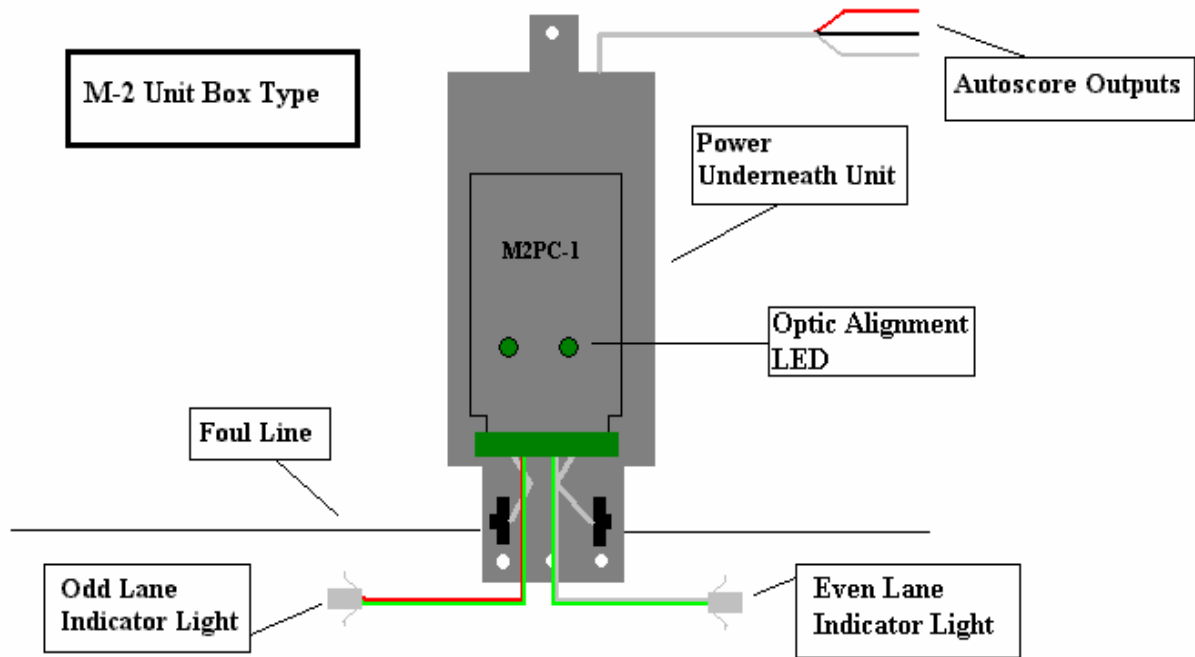 M-2 Unit Box Type
Autoscore Outputs
Power
Underneath Unit
M2PC-1
Optic Alignment
LED
Foul Line
Odd Lane
Indicator Light
Even Lane
Indicator Light